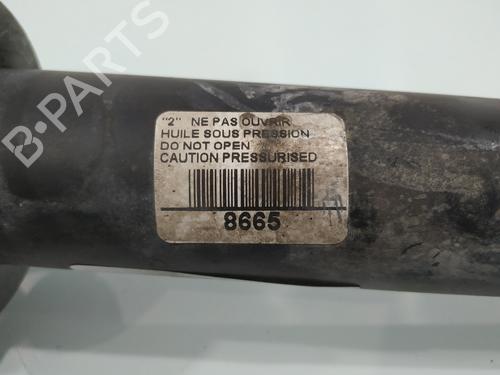 "2" NE PAS OUVRIR
HUILE SOUS PRESSION
DO NOT OPEN
CAUTION PRESSURISED
8665
B-PARTS